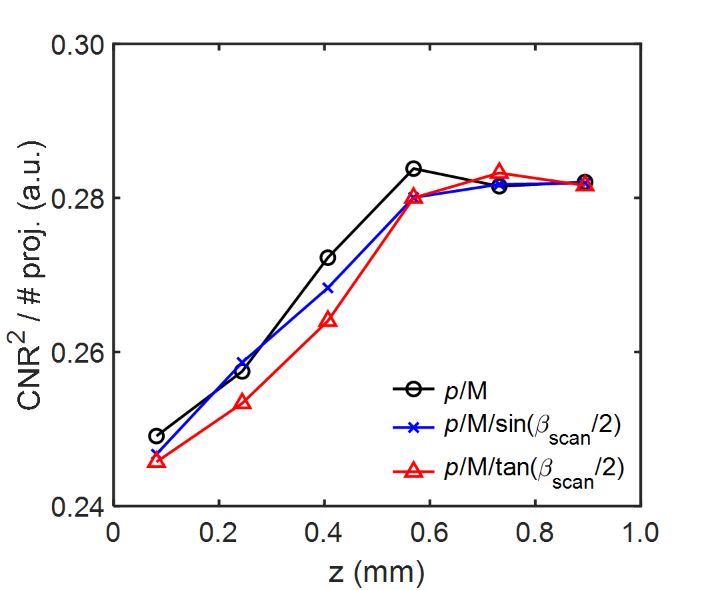 0.30
0.28
0.26
0.24
CNR² / # proj. (a.u.)
p/M
p/M/sin(βscan/2)
p/M/tan(βscan/2)
0 0.2 0.4 0.6 0.8 1.0
z (mm)